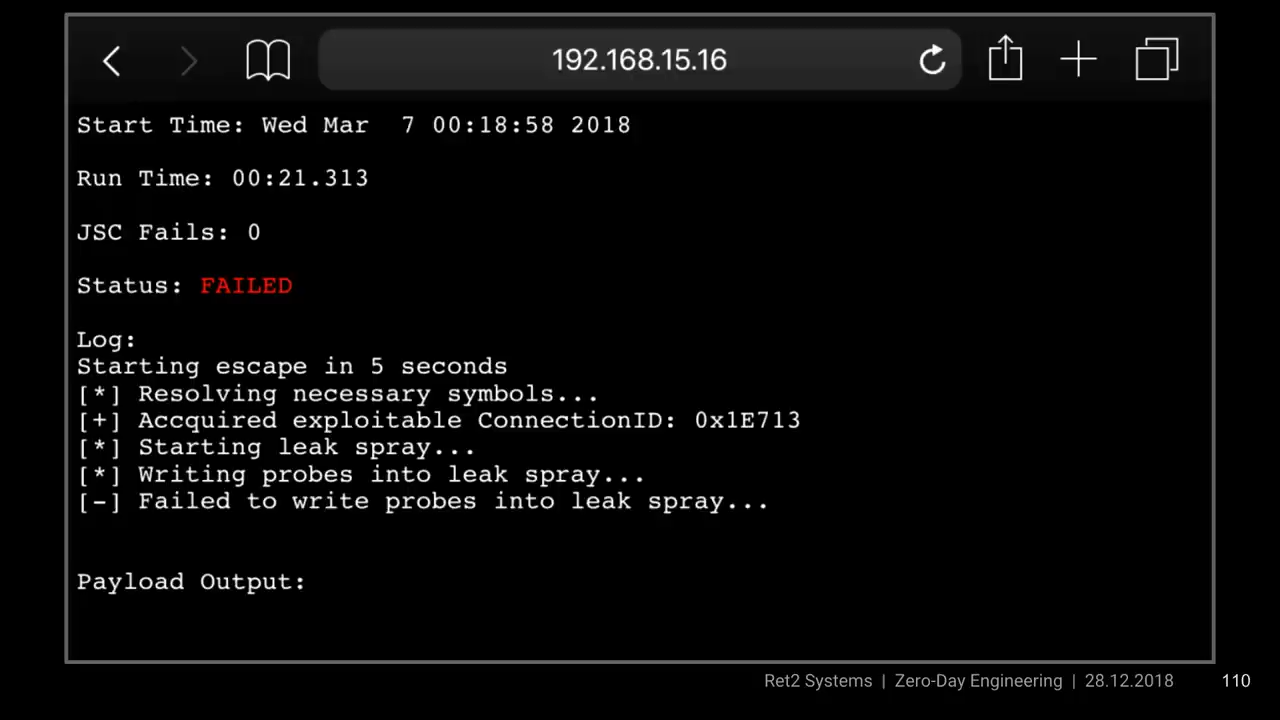 192.168.15.16
Start Time: Wed Mar  7 00:18:58 2018
Run Time: 00:21.313
JSC Fails: 0
Status: FAILED
Log:
Starting escape in 5 seconds
[*] Resolving necessary symbols...
[+] Accquired exploitable ConnectionID: 0x1E713
[*] Starting leak spray...
[*] Writing probes into leak spray...
[-] Failed to write probes into leak spray...
Payload Output:
Ret2 Systems | Zero-Day Engineering | 28.12.2018 110